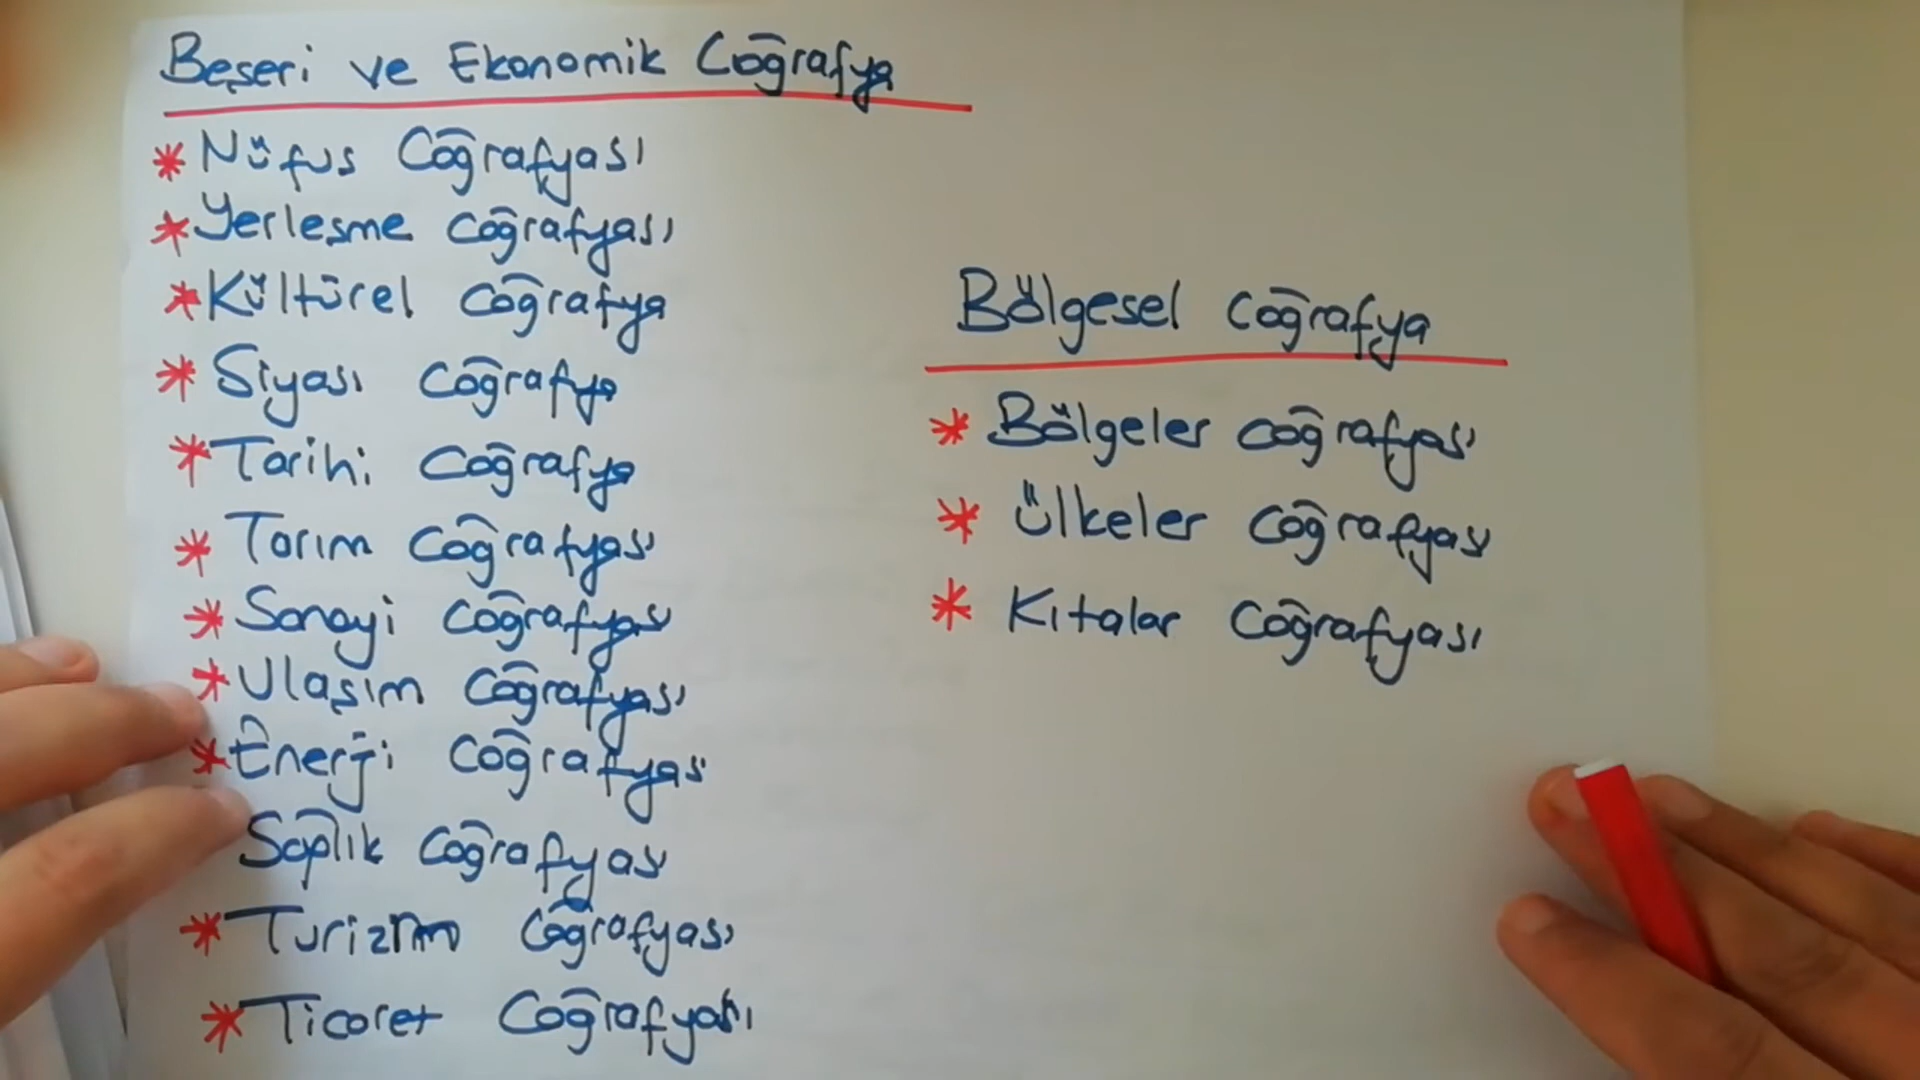 Beşeri ve Ekonomik Coğrafya
* Nüfus Coğrafyası
* Yerleşme Coğrafyası
* Kültürel Coğrafya
* Siyasi Coğrafya
* Tarihi Coğrafya
* Tarım Coğrafyası
* Sanayi Coğrafyası
* Ulaşım Coğrafyası
* Enerji Coğrafyası
Sağlık Coğrafyası
* Turizm Coğrafyası
* Ticaret Coğrafyası
Bölgesel Coğrafya
* Bölgeler Coğrafyası
* Ülkeler Coğrafyası
* Kıtalar Coğrafyası